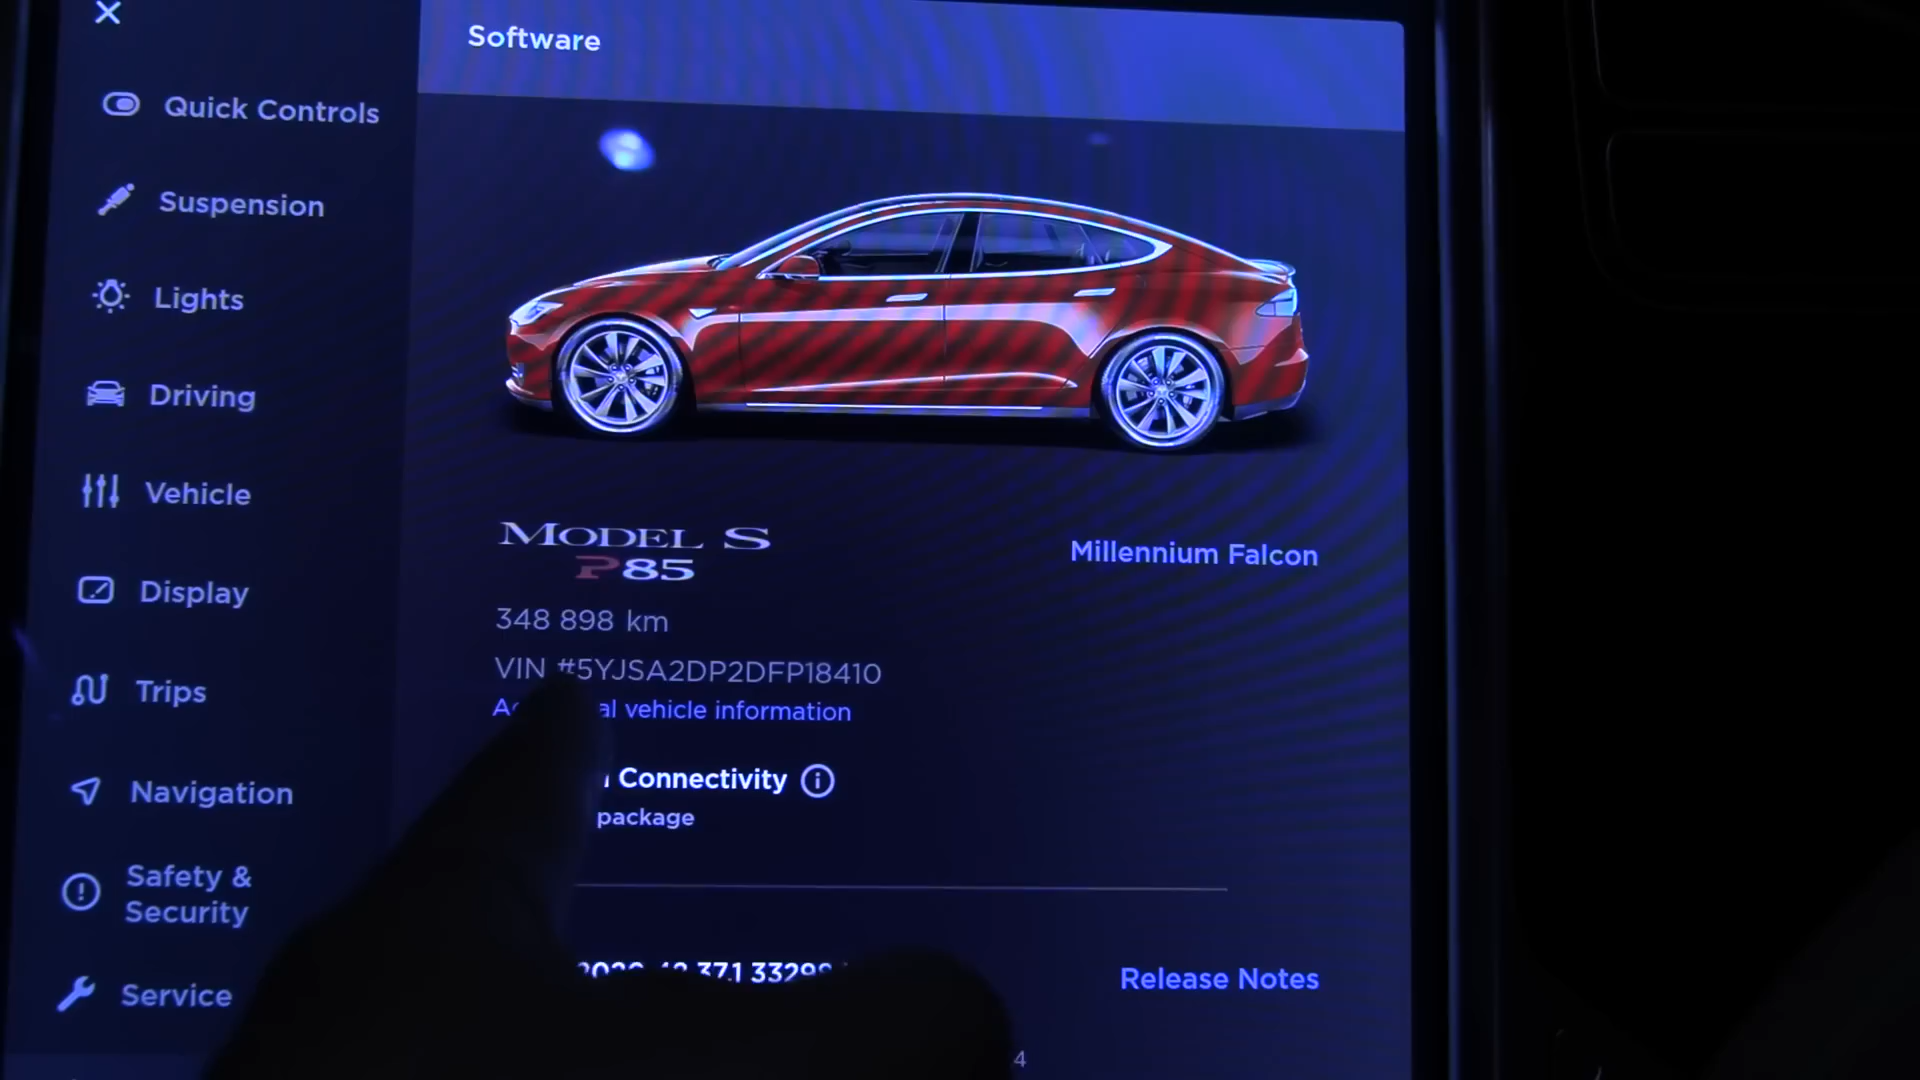 Software
Quick Controls
Suspension
Lights
Driving
Vehicle
Display
Trips
Navigation
Safety &
Security
Service
MODEL S
P85
Millennium Falcon
348 898 km
VIN #5YJSA2DP2DFP18410
vehicle information
Connectivity
package
Release Notes
4